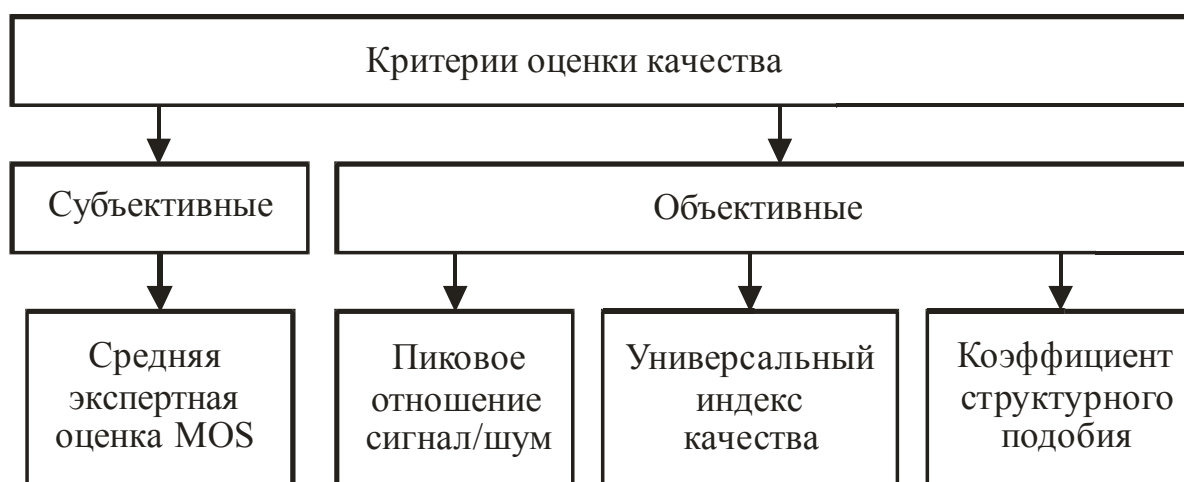 Критерии оценки качества
Субъективные
Объективные
Средняя
экспертная
оценка MOS
Пиковое
отношение
сигнал/шум
Универсальный
индекс
качества
Коэффициент
структурного
подобия